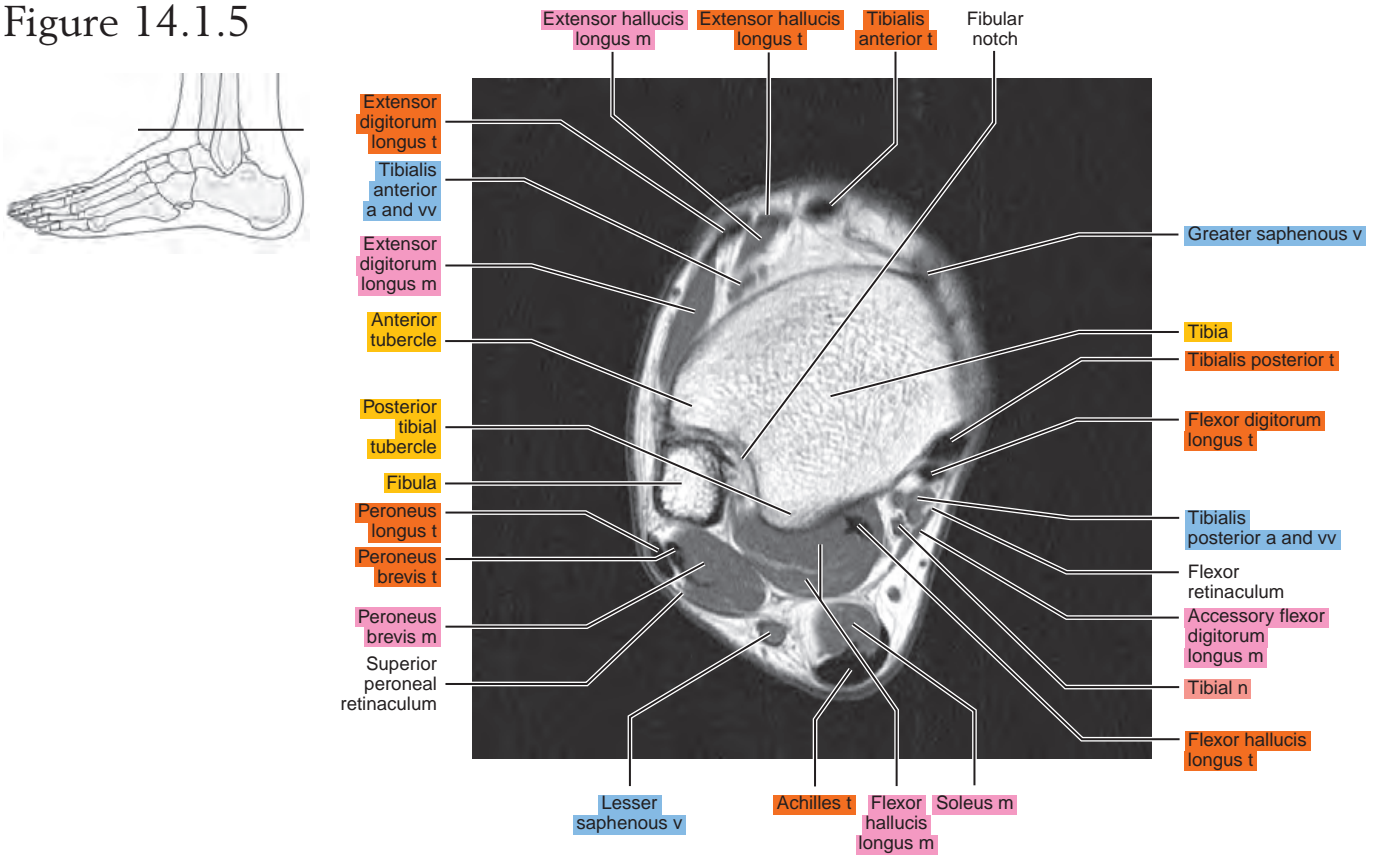 Figure 14.1.5
Extensor hallucis
longus m
Extensor hallucis
longus t
Tibialis
anterior t
Fibular
notch
Extensor
digitorum
longus t
Tibialis
anterior
a and vv
Extensor
digitorum
longus m
Anterior
tubercle
Posterior
tibial
tubercle
Fibula
Peroneus
longus t
Peroneus
brevis t
Peroneus
brevis m
Superior
peroneal
retinaculum
Greater saphenous v
Tibia
Tibialis posterior t
Flexor digitorum
longus t
Tibialis
posterior a and vv
Flexor
retinaculum
Accessory flexor
digitorum
longus m
Tibial n
Flexor hallucis
longus t
Lesser
saphenous v
Achilles t
Flexor
hallucis
longus m
Soleus m